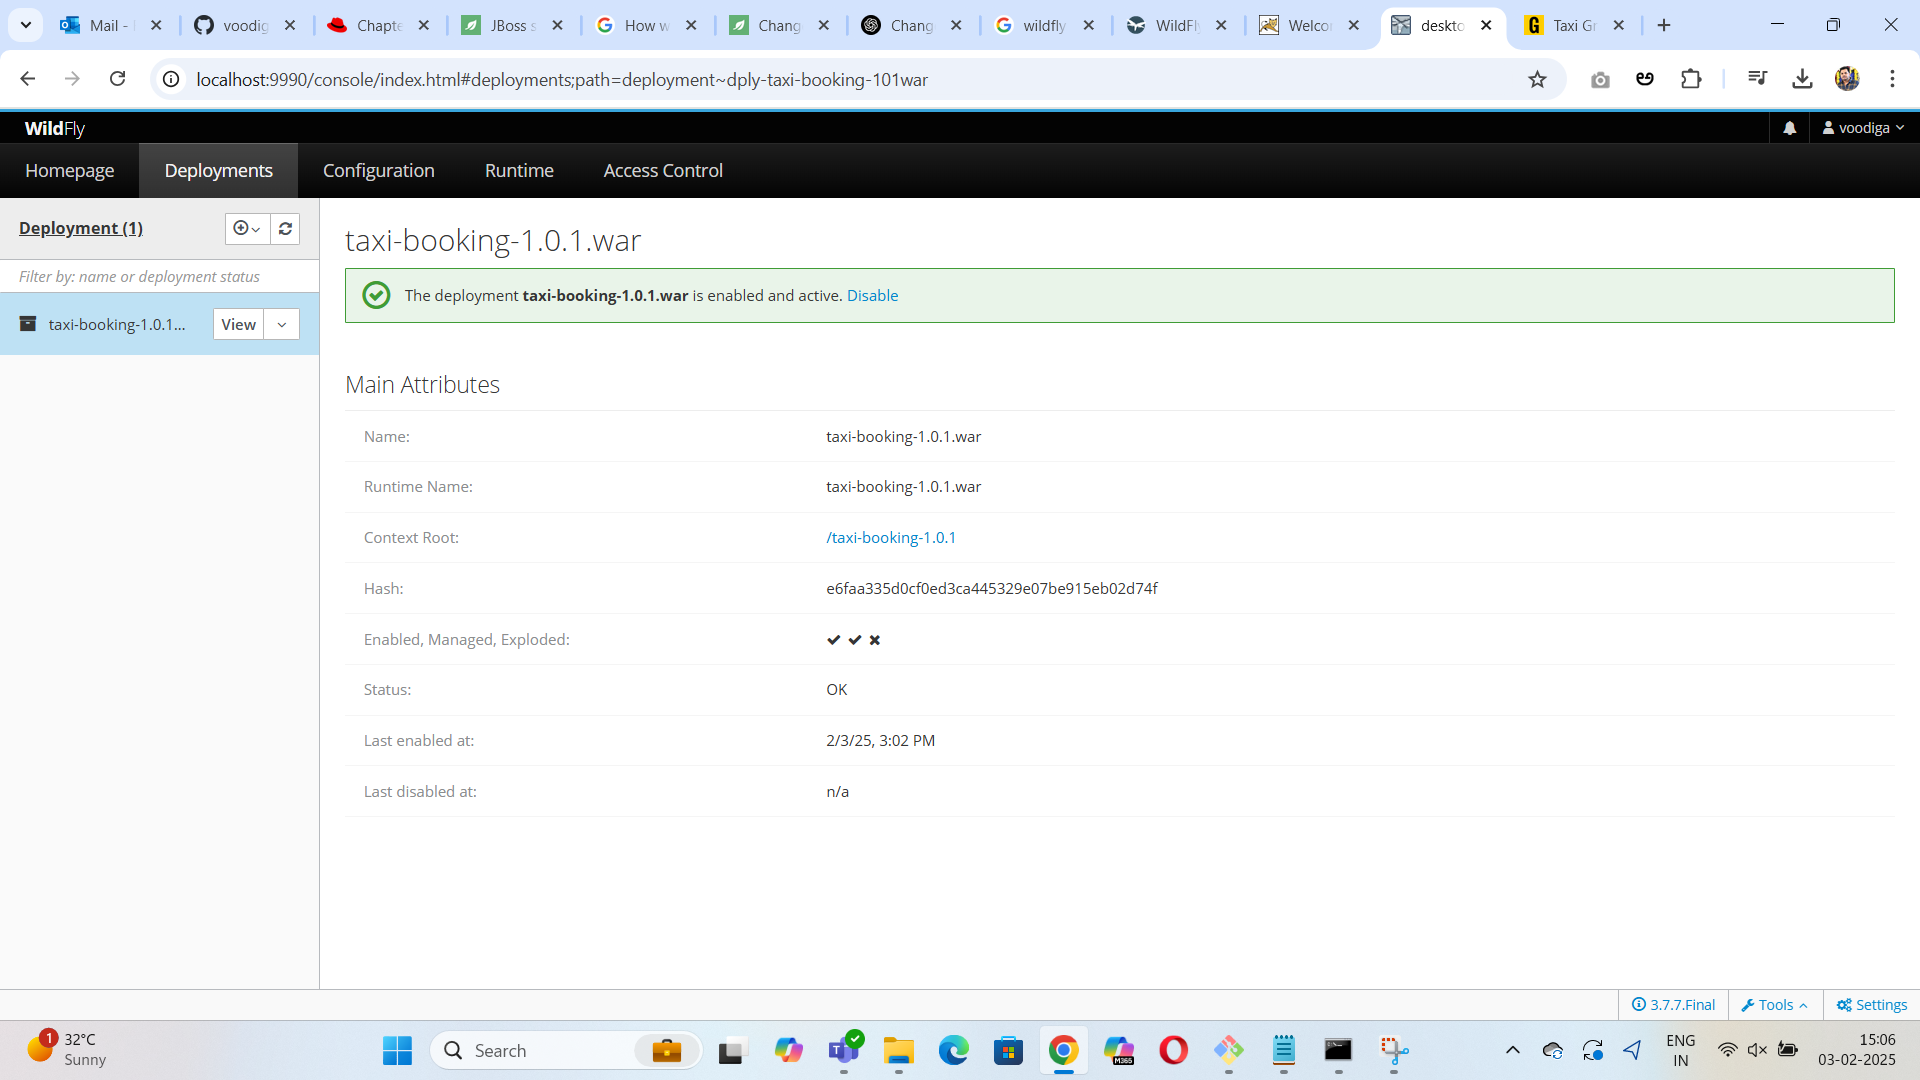 Mail -
voodig
Chapte
JBoss s
How w
Chang
Chang
wildfly
WildFl
Welcor
deskto
G Taxi Gr
localhost:9990/console/index.html#deployments;path=deployment~dply-taxi-booking-101war
WildFly
voodiga
Homepage
Deployments
Configuration
Runtime
Access Control
Deployment (1)
Filter by: name or deployment status
taxi-booking-1.0.1...
View
taxi-booking-1.0.1.war
The deployment taxi-booking-1.0.1.war is enabled and active. Disable
Main Attributes
Name: taxi-booking-1.0.1.war
Runtime Name: taxi-booking-1.0.1.war
Context Root: /taxi-booking-1.0.1
Hash: e6faa335d0cf0ed3ca445329e07be915eb02d74f
Enabled, Managed, Exploded:
Status: OK
Last enabled at: 2/3/25, 3:02 PM
Last disabled at: n/a
3.7.7.Final
Tools
Settings
1
32°C
Sunny
Search
M365
ENG
IN
15:06
03-02-2025